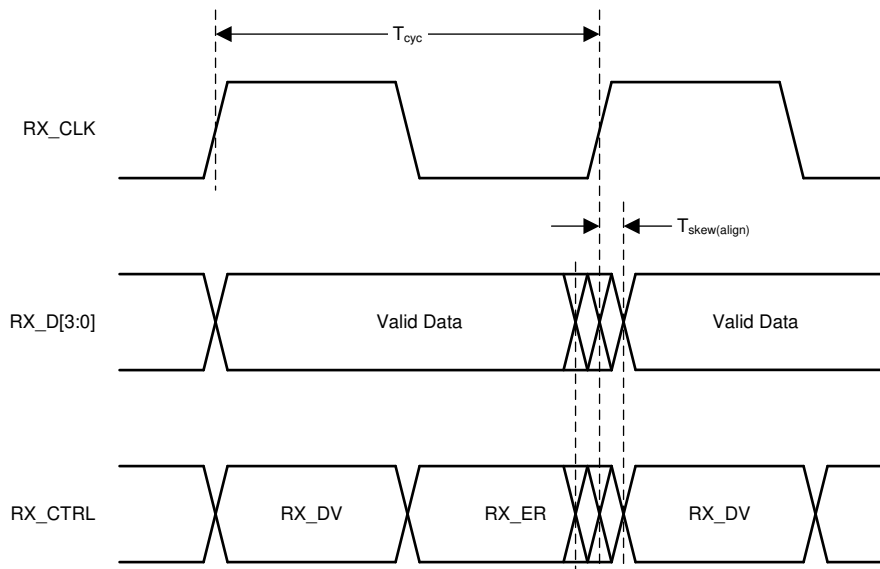 T_cyc
RX_CLK
T_skew(align)
RX_D[3:0]
Valid Data
Valid Data
RX_CTRL
RX_DV
RX_ER
RX_DV